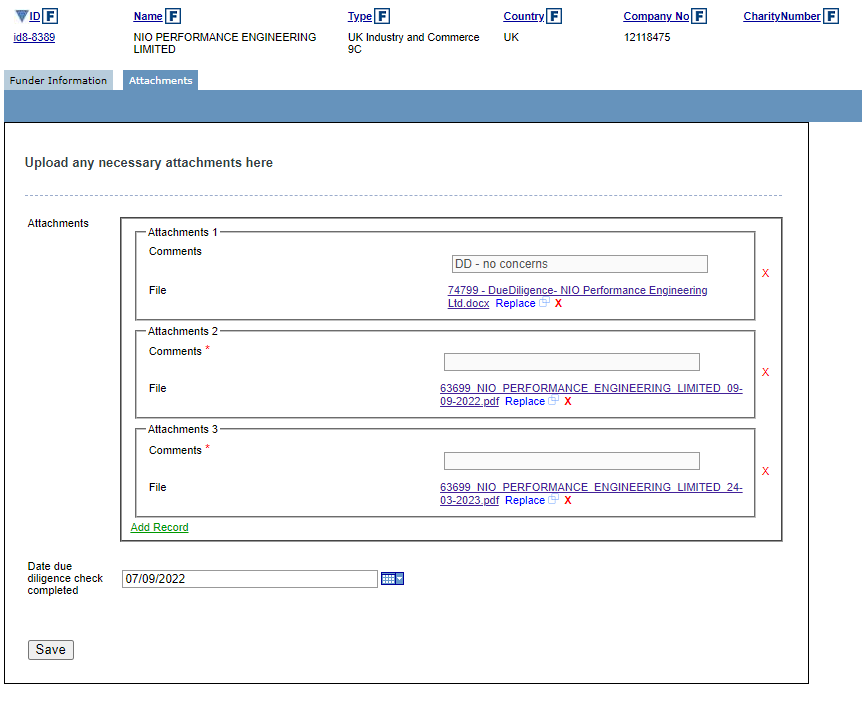 ID F Name F Type F Country F Company No F CharityNumber F
id8-8389 NIO PERFORMANCE ENGINEERING UK Industry and Commerce UK 12118475
LIMITED 9C
Funder Information Attachments
Upload any necessary attachments here
Attachments
Attachments 1
Comments
DD - no concerns
X
File 74799 - DueDiligence- NIO Performance Engineering
Ltd.docx Replace X
Attachments 2
Comments *
X
File 63699_NIO_PERFORMANCE_ENGINEERING_LIMITED_09-
09-2022.pdf Replace X
Attachments 3
Comments *
X
File 63699_NIO_PERFORMANCE_ENGINEERING_LIMITED_24-
03-2023.pdf Replace X
Add Record
Date due
diligence check 07/09/2022
completed
Save